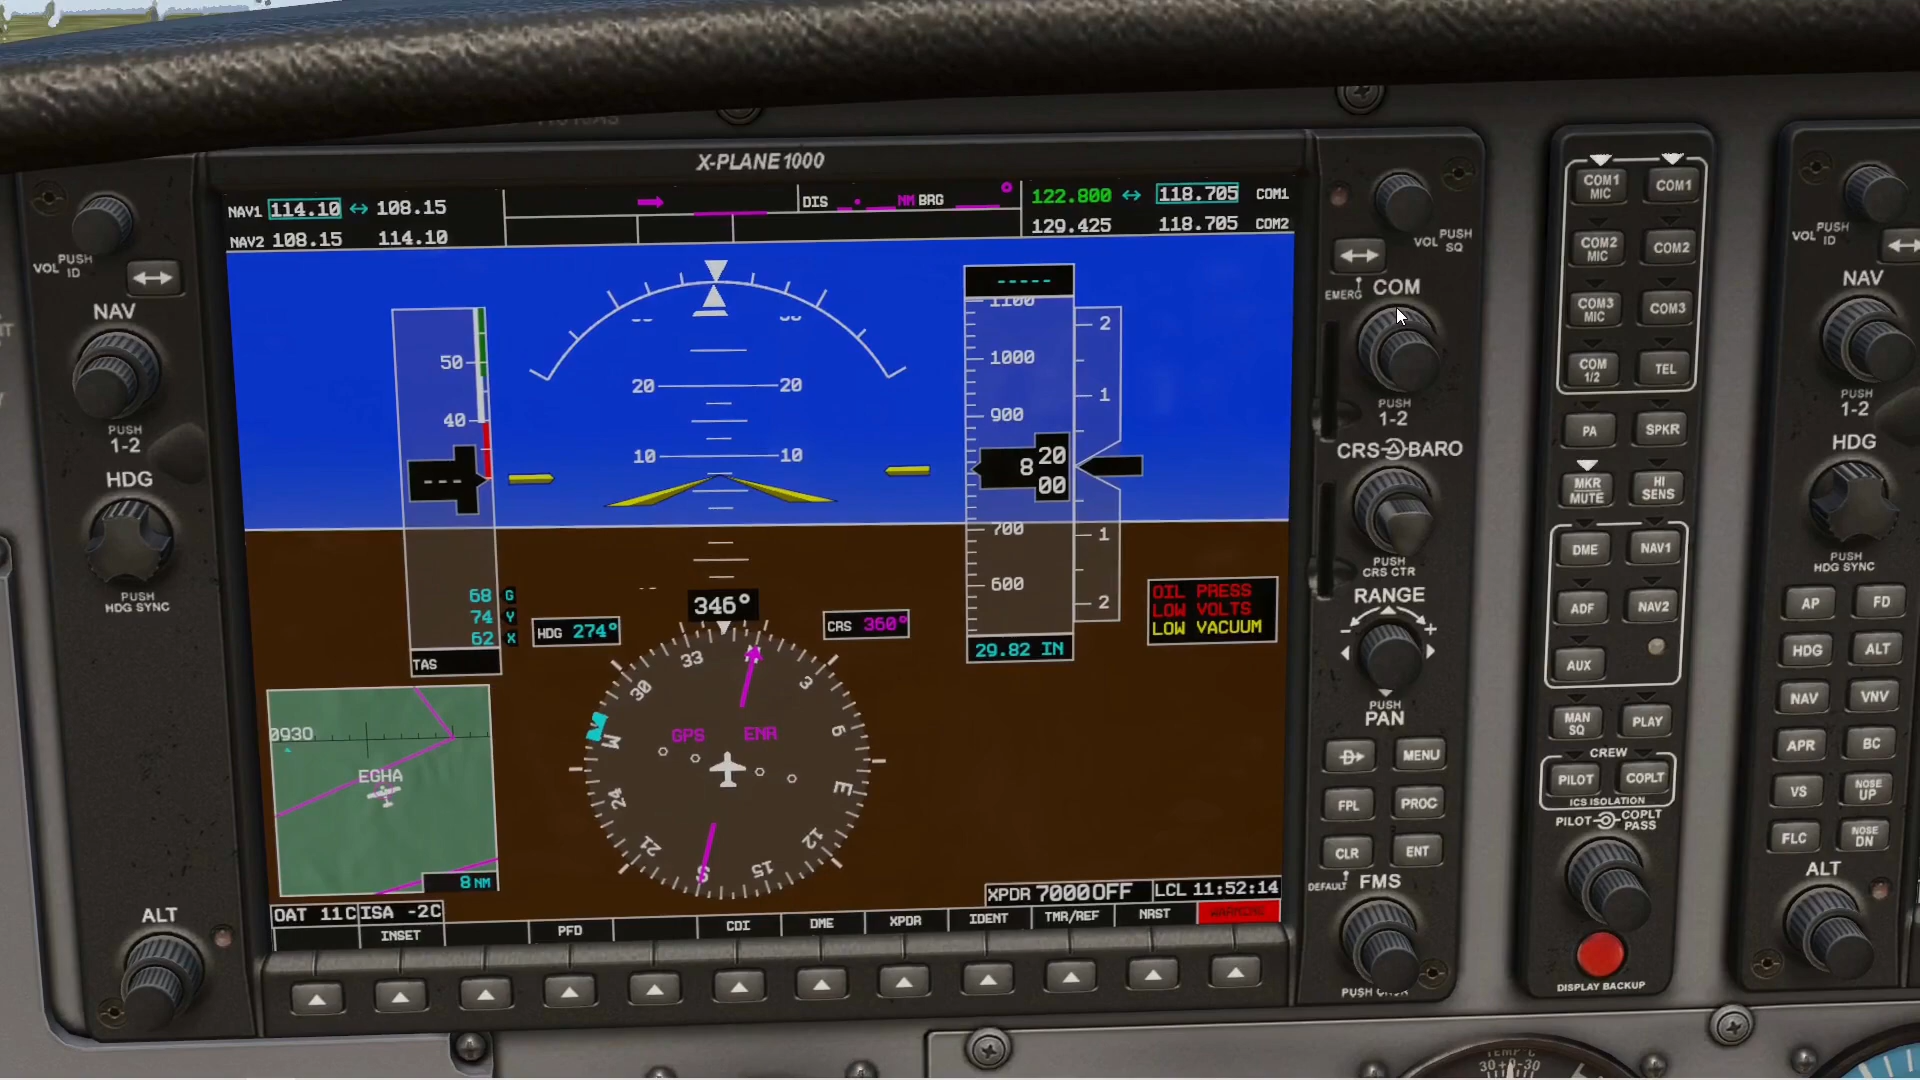 X-PLANE 1000
NAV1 114.10 ↔ 108.15
NAV2 108.15 114.10
DIS NM BRG
122.800 ↔ 118.705 COM1
129.425 118.705 COM2
1100
1000
900
8 20
00
700
600
29.82 IN
2
1
1
2
50
40
- - -
20 20
10 10
68 G
74 Y
62 X
TAS
HDG 274°
346°
CRS 360°
OIL PRESS
LOW VOLTS
LOW VACUUM
33
30
3
6
E
12
15
S
21
24
W
GPS ENR
0930
EGHA
8 NM
OAT 11C ISA -2C
XPDR 7000 OFF LCL 11:52:14
INSET PFD CDI DME XPDR IDENT TMR/REF NRST WARNING
VOL PUSH ID
NAV
PUSH 1-2
HDG
PUSH HDG SYNC
ALT
VOL PUSH SQ
EMERG
COM
PUSH 1-2
CRS BARO
PUSH CRS CTR
RANGE
- +
PUSH PAN
D MENU
FPL PROC
CLR ENT
DEFAULT
FMS
COM1 MIC COM1
COM2 MIC COM2
COM3 MIC COM3
COM 1/2 TEL
PA SPKR
MKR MUTE HI SENS
DME NAV1
ADF NAV2
AUX
MAN SQ PLAY
CREW
PILOT COPLT
ICS ISOLATION
PILOT COPLT PASS
DISPLAY BACKUP
VOL PUSH ID
NAV
PUSH 1-2
HDG
PUSH HDG SYNC
AP FD
HDG ALT
NAV VNV
APR BC
VS NOSE UP
FLC NOSE DN
ALT
TEMP °C
30+0-30